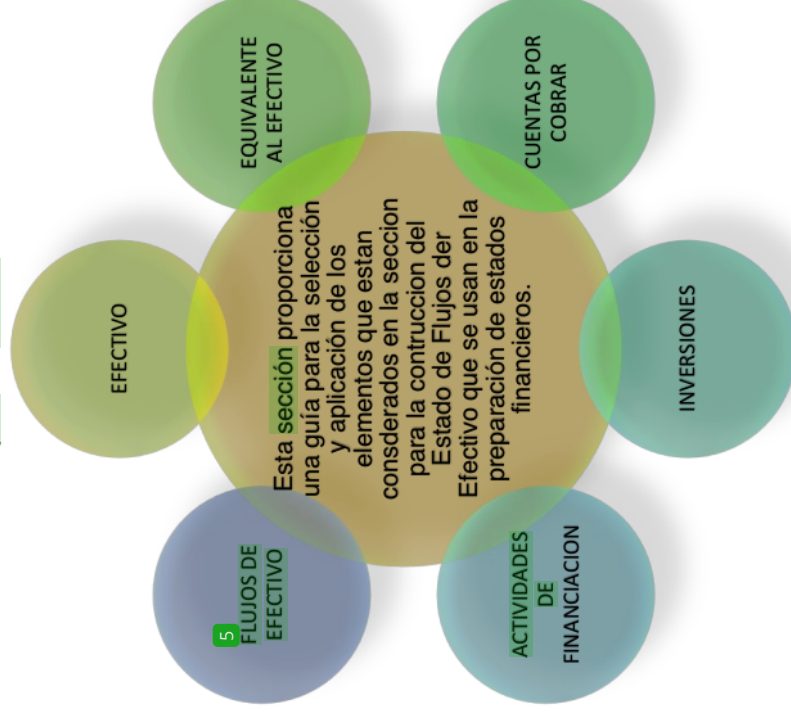 EFECTIVO
5
FLUJOS DE
EFECTIVO
EQUIVALENTE
AL EFECTIVO
Esta sección proporciona
una guía para la selección
y aplicación de los
elementos que estan
consderados en la seccion
para la contruccion del
Estado de Flujos der
Efectivo que se usan en la
preparación de estados
financieros.
ACTIVIDADES
DE
FINANCIACION
CUENTAS POR
COBRAR
INVERSIONES